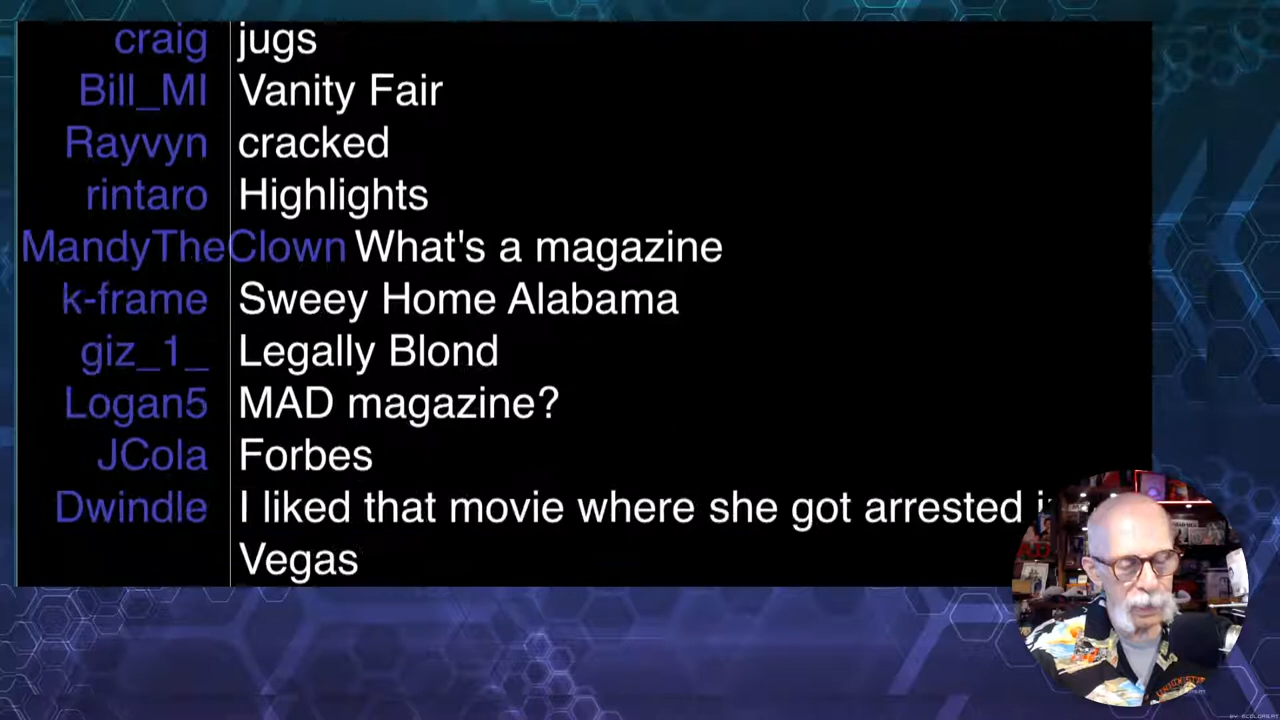 craig jugs
Bill_MI Vanity Fair
Rayvyn cracked
rintaro Highlights
MandyTheClown What's a magazine
k-frame Sweey Home Alabama
giz_1_ Legally Blond
Logan5 MAD magazine?
JCola Forbes
Dwindle I liked that movie where she got arrested
Vegas